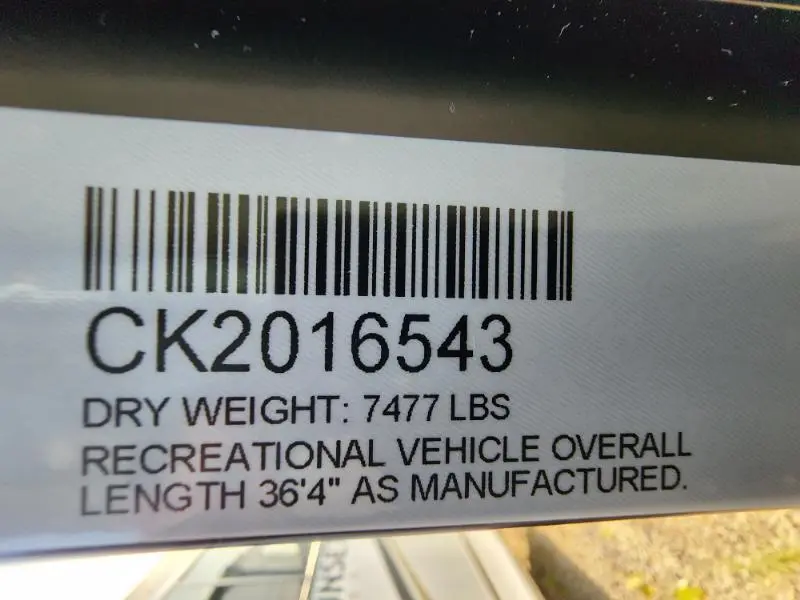 CK2016543
DRY WEIGHT: 7477 LBS
RECREATIONAL VEHICLE OVERALL
LENGTH 36'4" AS MANUFACTURED.